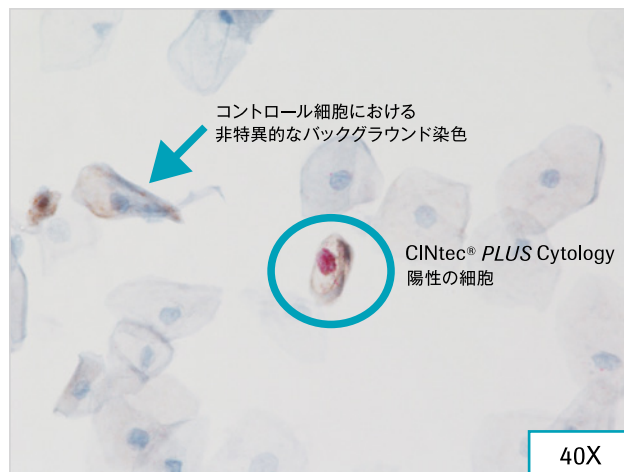 コントロール細胞における
非特異的なバックグラウンド染色
CINtec® PLUS Cytology
陽性の細胞
40X